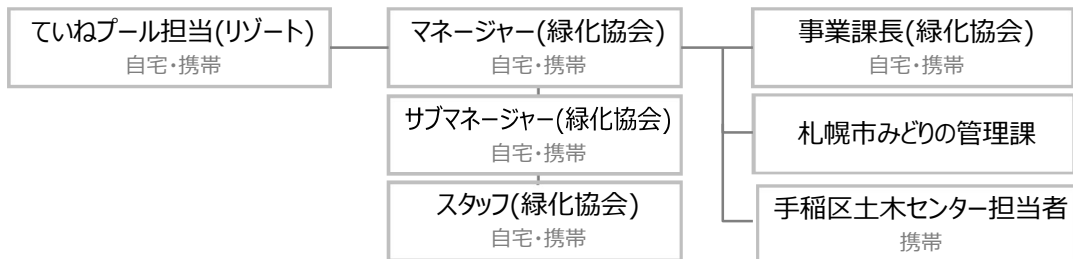 ていねプール担当(リゾート)
自宅・携帯
マネージャー(緑化協会)
自宅・携帯
事業課長(緑化協会)
自宅・携帯
サブマネージャー(緑化協会)
自宅・携帯
札幌市みどりの管理課
スタッフ(緑化協会)
自宅・携帯
手稲区土木センター担当者
携帯